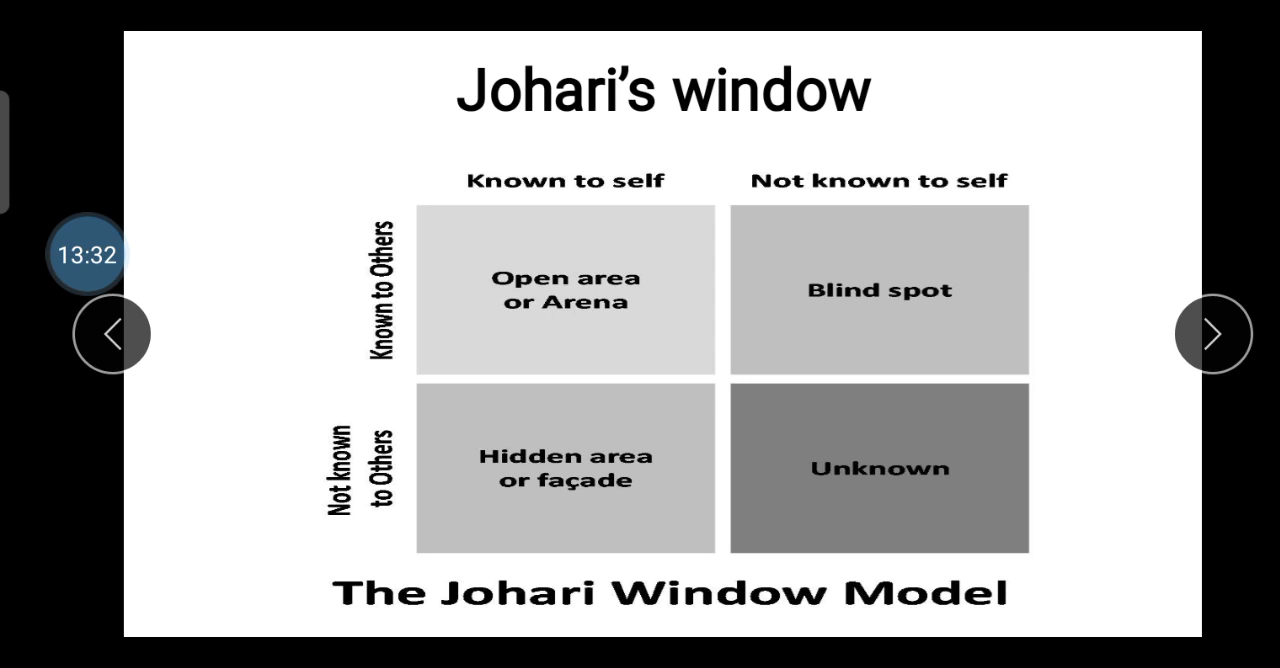 Johari’s window
Known to self
Not known to self
Known to Others
Open area
or Arena
Blind spot
13:32
Not known
to Others
Hidden area
or façade
Unknown
The Johari Window Model